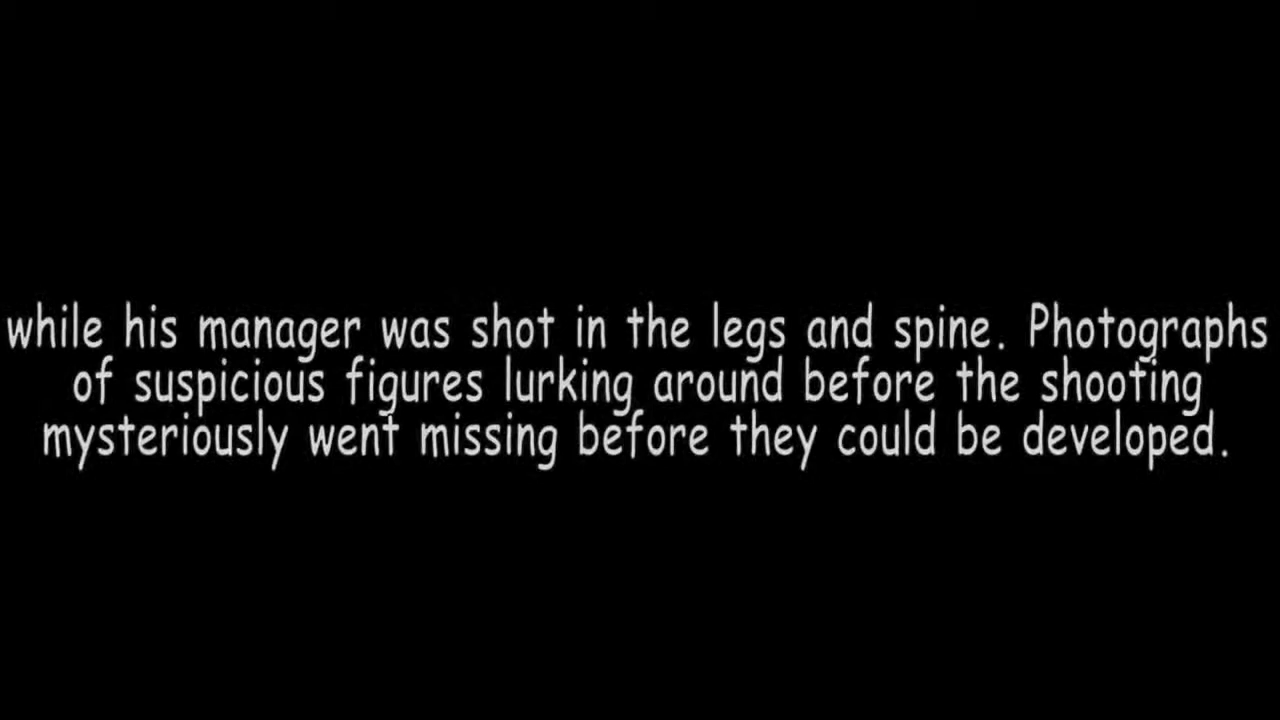 while his manager was shot in the legs and spine. Photographs
of suspicious figures lurking around before the shooting
mysteriously went missing before they could be developed.